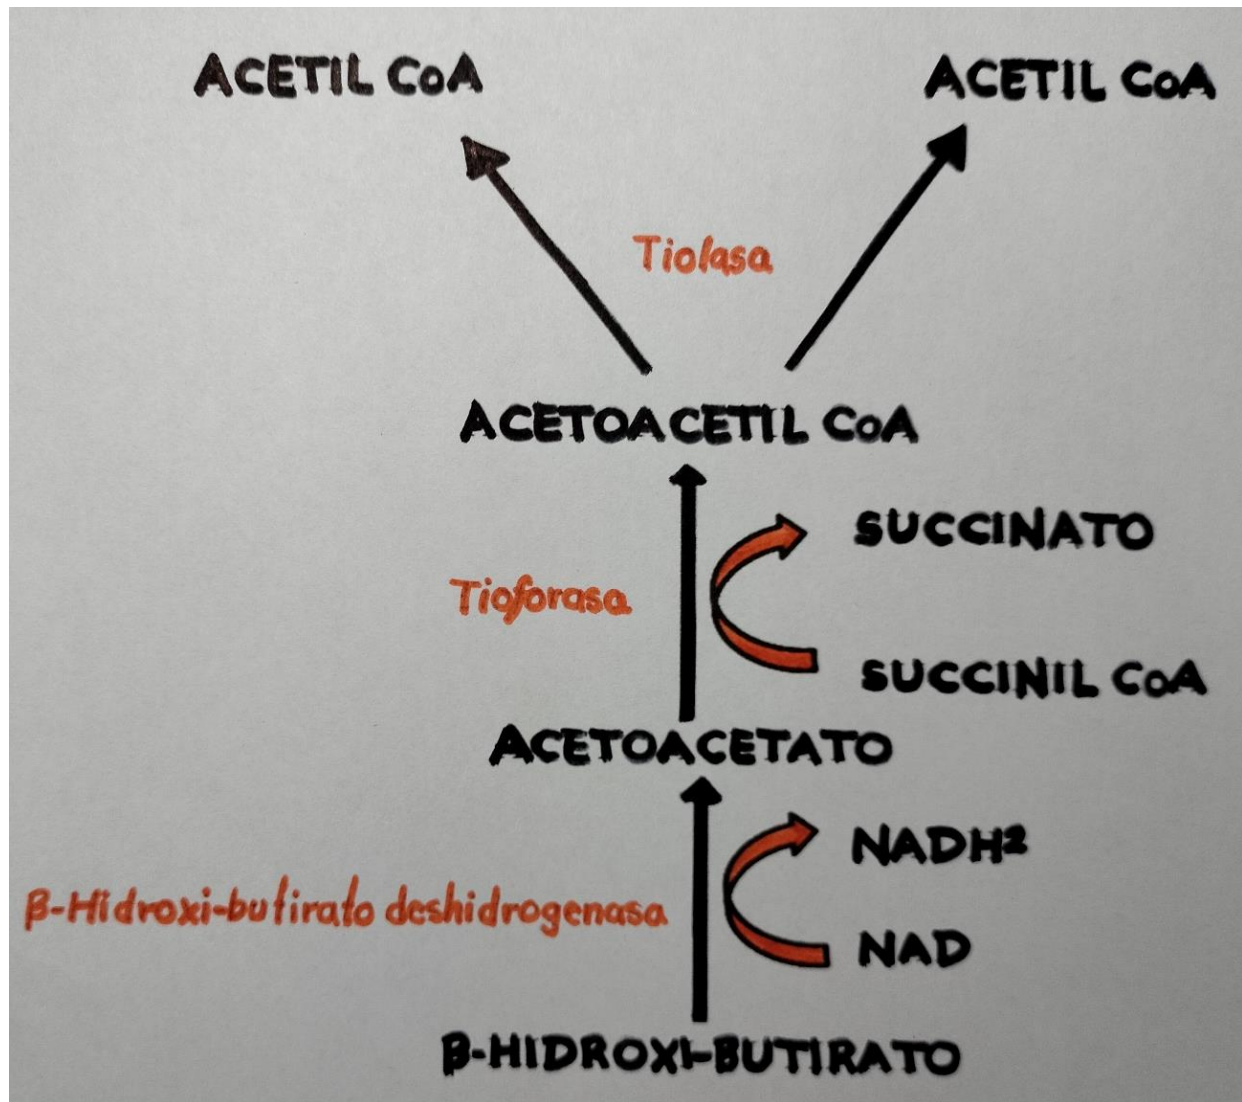 ACETIL CoA
ACETIL CoA
Tiolasa
ACETOACETIL CoA
SUCCINATO
Tioforasa
SUCCINIL CoA
ACETOACETATO
NADH2
β-Hidroxi-butirato deshidrogenasa
NAD
β-HIDROXI-BUTIRATO